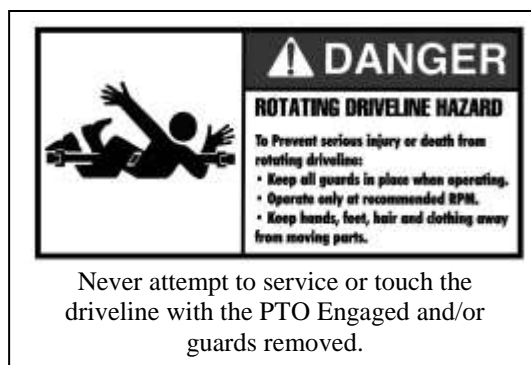 DANGER
ROTATING DRIVELINE HAZARD
To Prevent serious injury or death from
rotating driveline:
• Keep all guards in place when operating.
• Operate only at recommended RPM.
• Keep hands, feet, hair and clothing away
from moving parts.
Never attempt to service or touch the
driveline with the PTO Engaged and/or
guards removed.